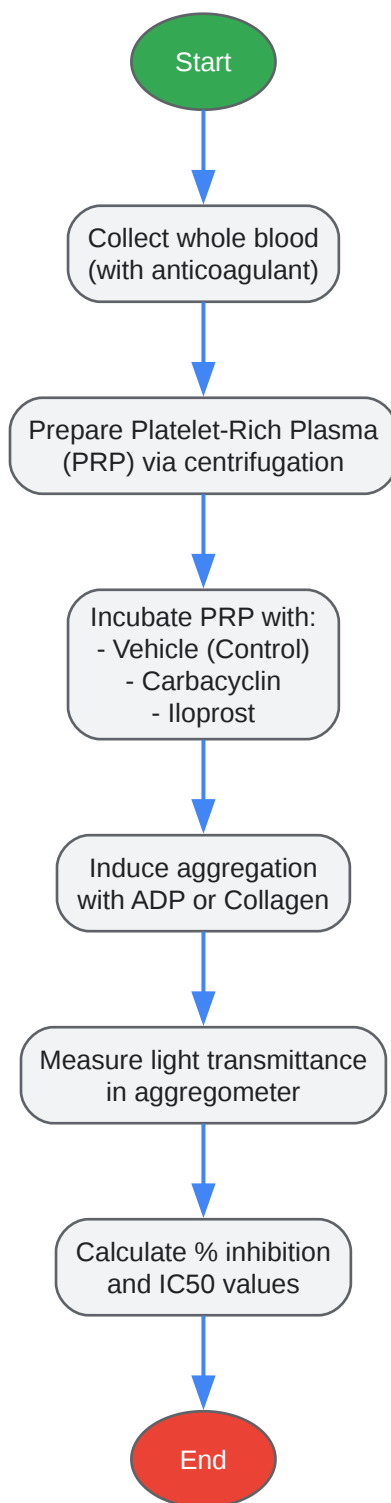 Start
Collect whole blood
(with anticoagulant)
Prepare Platelet-Rich Plasma
(PRP) via centrifugation
Incubate PRP with:
- Vehicle (Control)
- Carbacyclin
- Iloprost
Induce aggregation
with ADP or Collagen
Measure light transmittance
in aggregometer
Calculate % inhibition
and IC50 values
End